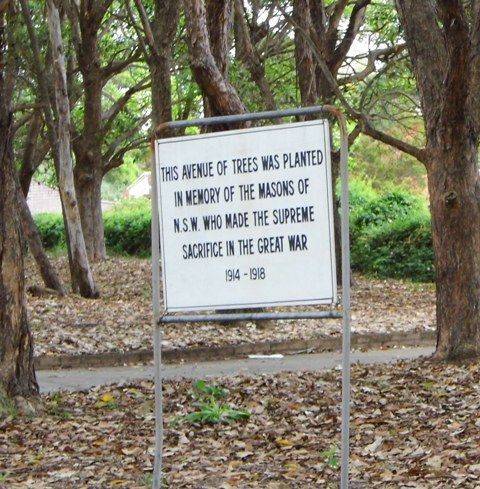 THIS AVENUE OF TREES WAS PLANTED
IN MEMORY OF THE MASONS OF
N.S.W. WHO MADE THE SUPREME
SACRIFICE IN THE GREAT WAR
1914 - 1918